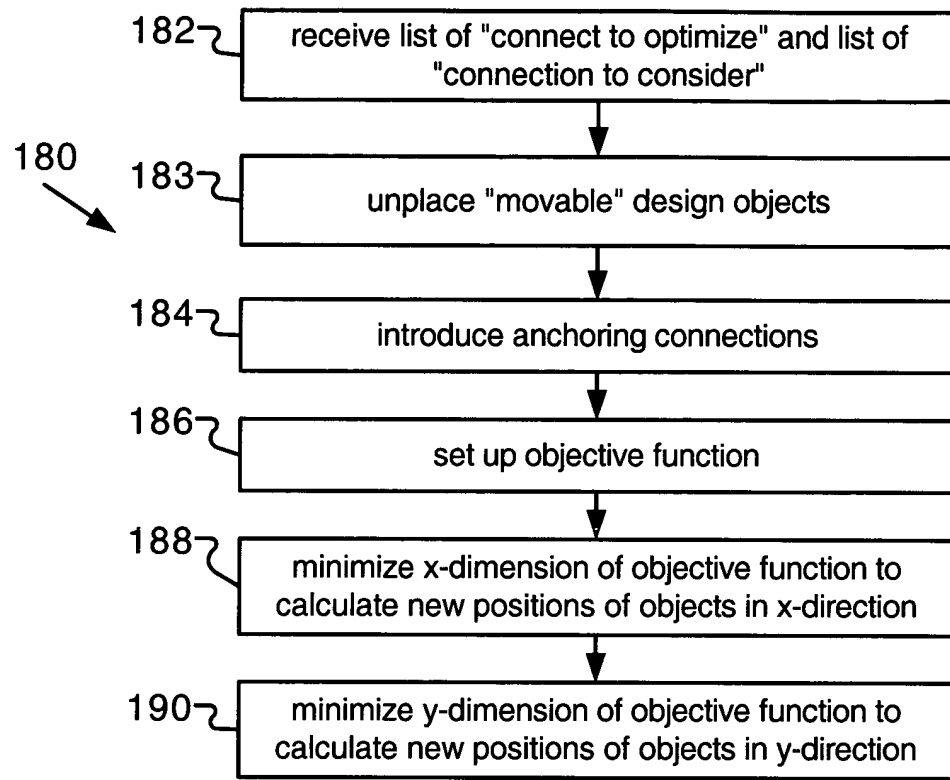 182
receive list of "connect to optimize" and list of
"connection to consider"
180
183
unplace "movable" design objects
184
introduce anchoring connections
186
set up objective function
188
minimize x-dimension of objective function to
calculate new positions of objects in x-direction
190
minimize y-dimension of objective function to
calculate new positions of objects in y-direction